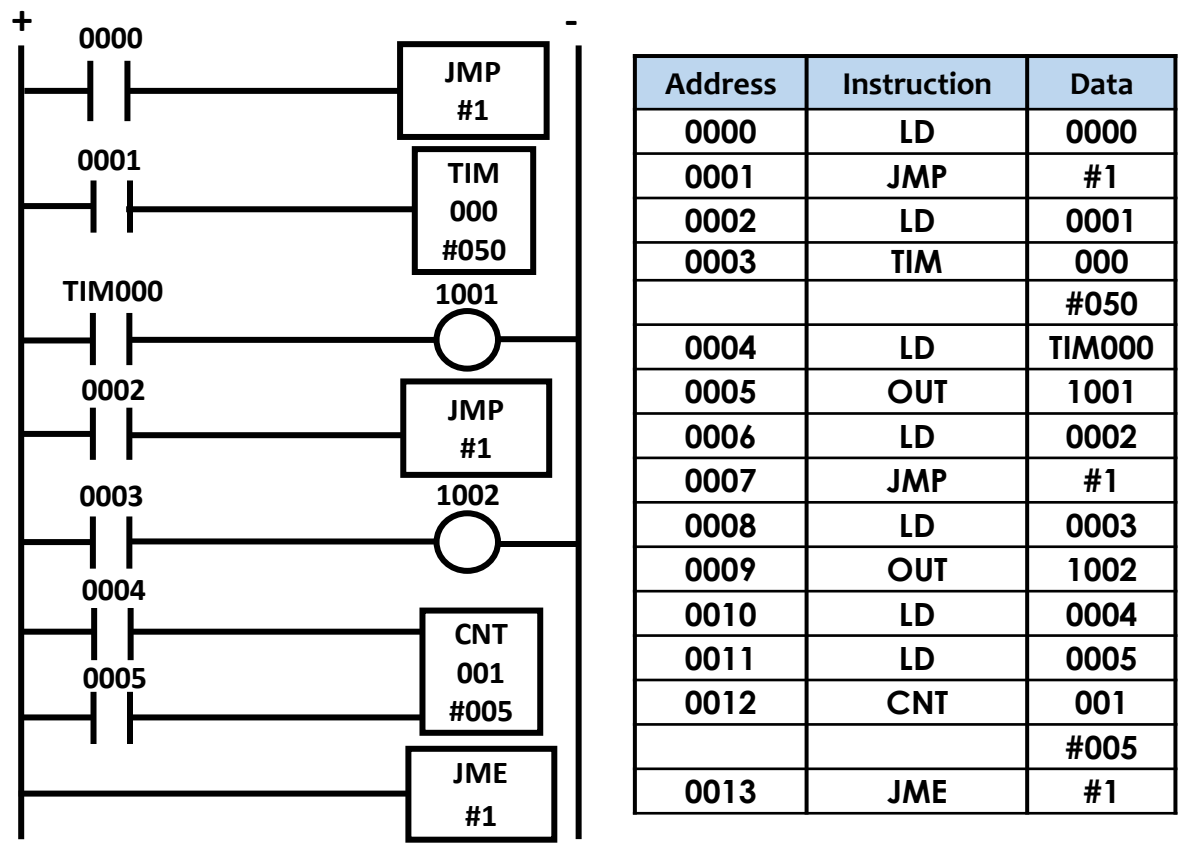 + -
0000
JMP
#1
0001
TIM
000
#050
TIM000 1001
0002
JMP
#1
0003 1002
0004
CNT
001
#005
0005
JME
#1
Address Instruction Data
0000 LD 0000
0001 JMP #1
0002 LD 0001
0003 TIM 000
#050
0004 LD TIM000
0005 OUT 1001
0006 LD 0002
0007 JMP #1
0008 LD 0003
0009 OUT 1002
0010 LD 0004
0011 LD 0005
0012 CNT 001
#005
0013 JME #1